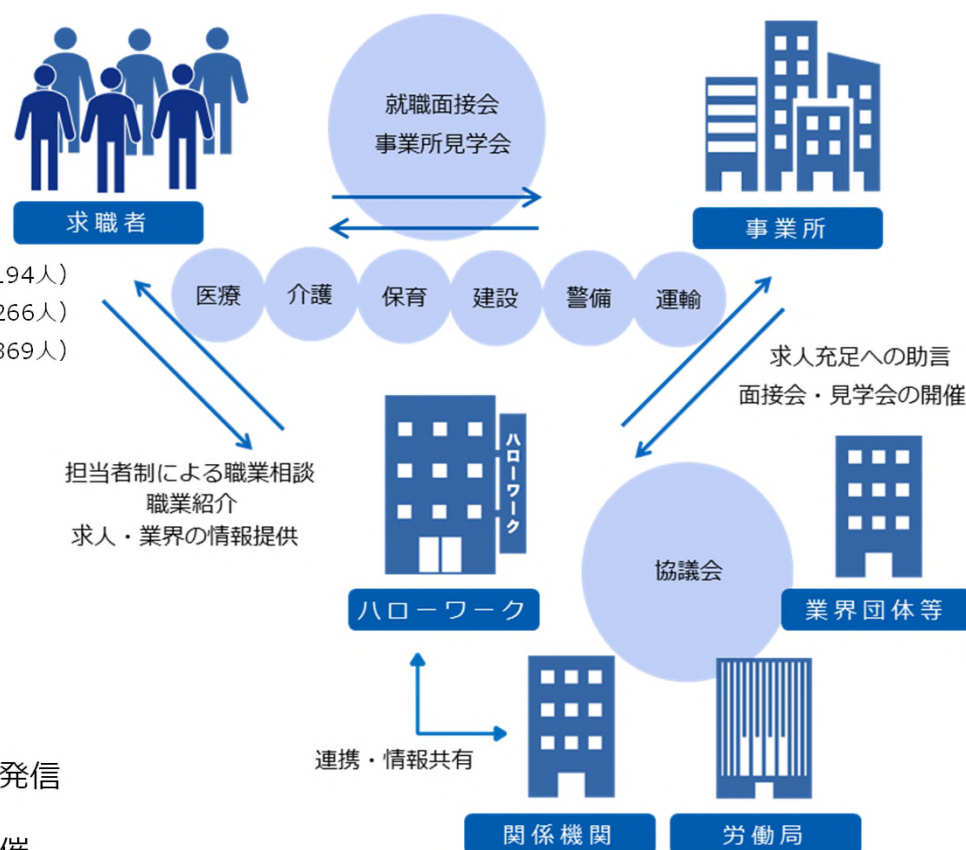 就職面接会
事業所見学会
求職者
事業所
194人）
266人）
369人）
医療
介護
保育
建設
警備
運輸
求人充足への助言
面接会・見学会の開催
担当者制による職業相談
職業紹介
求人・業界の情報提供
ハローワーク
協議会
ハローワーク
業界団体等
連携・情報共有
発信
関係機関
労働局
催